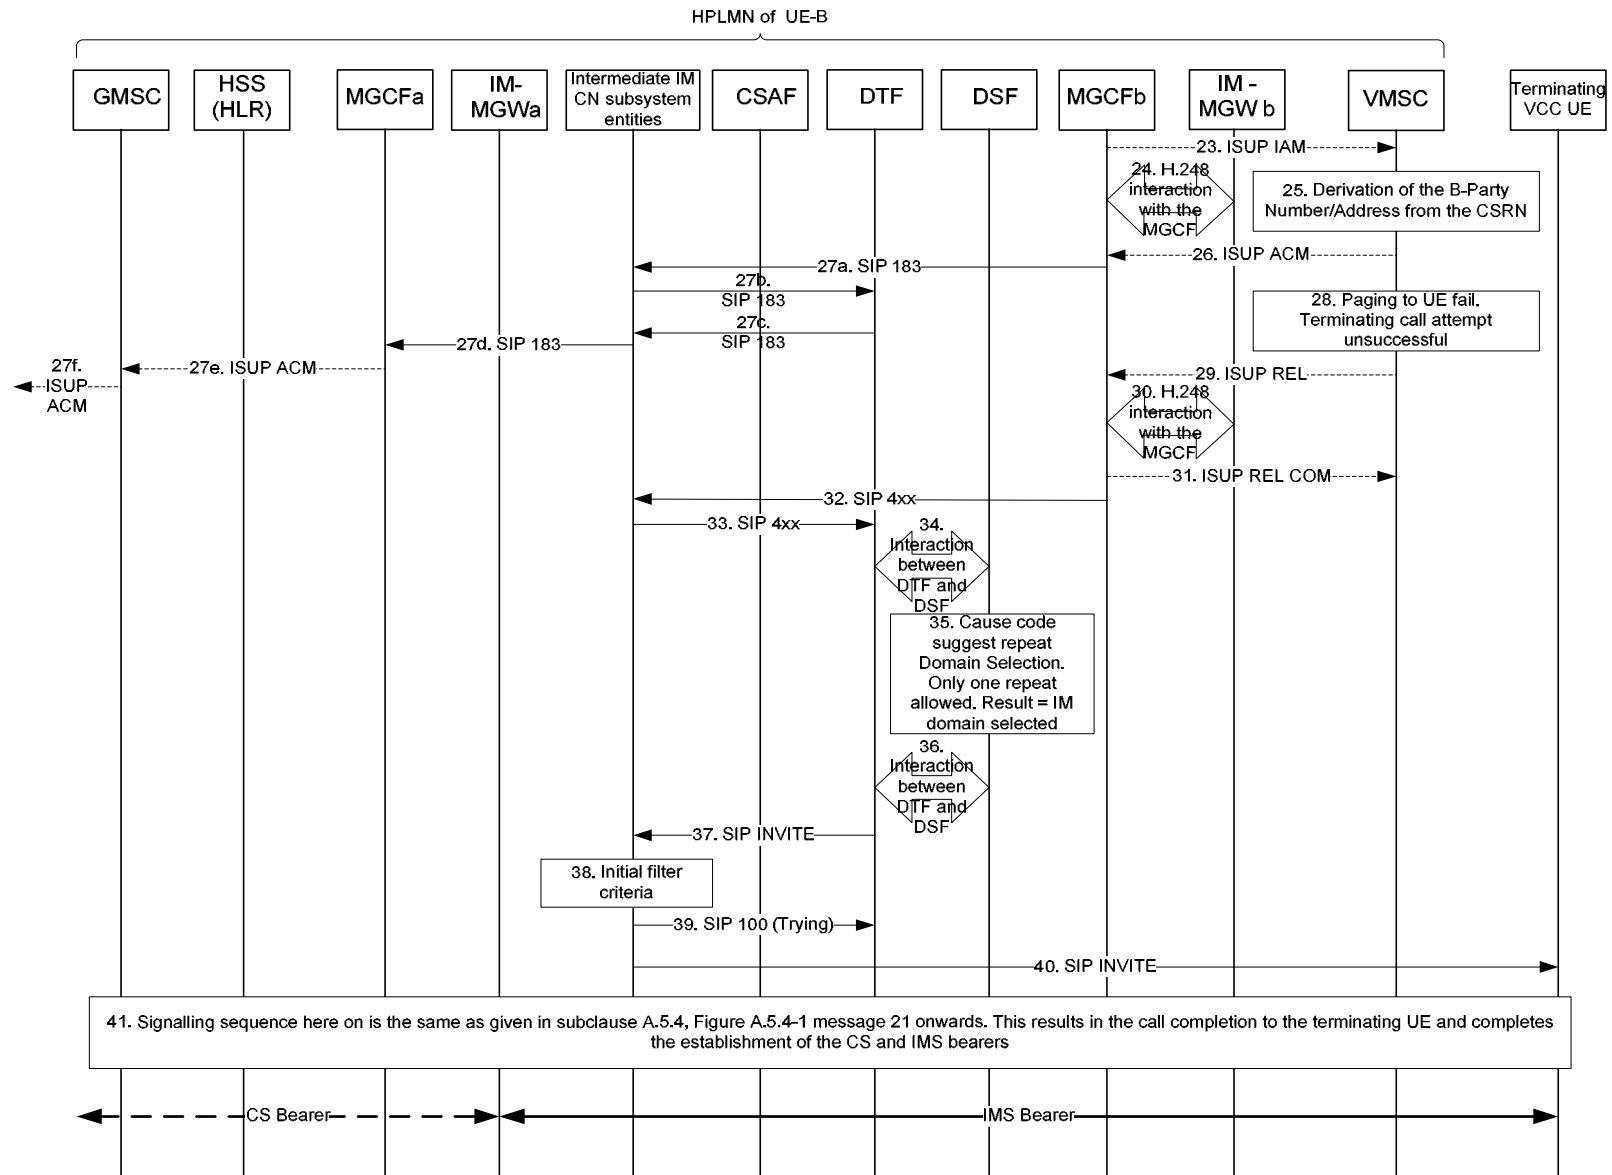 HPLMN of UE-B
GMSC
HSS
(HLR)
MGCFa
IM-
MGWa
Intermediate IM
CN subsystem
entities
CSAF
DTF
DSF
MGCFb
IM -
MGW b
VMSC
Terminating
VCC UE
23. ISUP IAM
24. H.248
interaction
with the
MGCF
25. Derivation of the B-Party
Number/Address from the CSRN
26. ISUP ACM
27a. SIP 183
27b.
SIP 183
27c.
SIP 183
27d. SIP 183
27e. ISUP ACM
27f.
ISUP
ACM
28. Paging to UE fail.
Terminating call attempt
unsuccessful
29. ISUP REL
30. H.248
interaction
with the
MGCF
31. ISUP REL COM
32. SIP 4xx
33. SIP 4xx
34.
Interaction
between
DTF and
DSF
35. Cause code
suggest repeat
Domain Selection.
Only one repeat
allowed. Result = IM
domain selected
36.
Interaction
between
DTF and
DSF
37. SIP INVITE
38. Initial filter
criteria
39. SIP 100 (Trying)
40. SIP INVITE
41. Signalling sequence here on is the same as given in subclause A.5.4, Figure A.5.4-1 message 21 onwards. This results in the call completion to the terminating UE and completes
the establishment of the CS and IMS bearers
CS Bearer
IMS Bearer